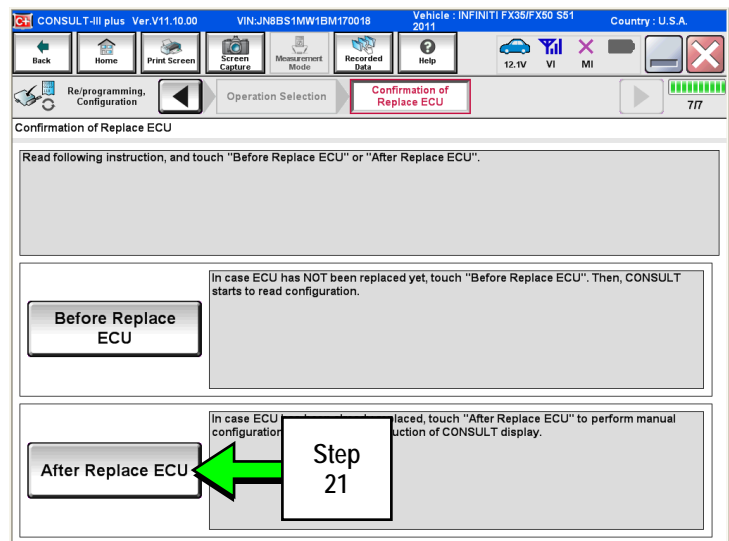 CONSULT-III plus Ver.V11.10.00
VIN:JN8BS1MW1BM170018
Vehicle : INFINITI FX35/FX50 S51
2011
Country : U.S.A.
Back
Home
Print Screen
Screen
Capture
Measurement
Mode
Recorded
Data
Help
12.1V
VI
MI
Re/programming,
Configuration
Operation Selection
Confirmation of
Replace ECU
7/7
Confirmation of Replace ECU
Read following instruction, and touch "Before Replace ECU" or "After Replace ECU".
Before Replace
ECU
In case ECU has NOT been replaced yet, touch "Before Replace ECU". Then, CONSULT
starts to read configuration.
After Replace ECU
In case ECU laced, touch "After Replace ECU" to perform manual
configuration uction of CONSULT display.
Step
21